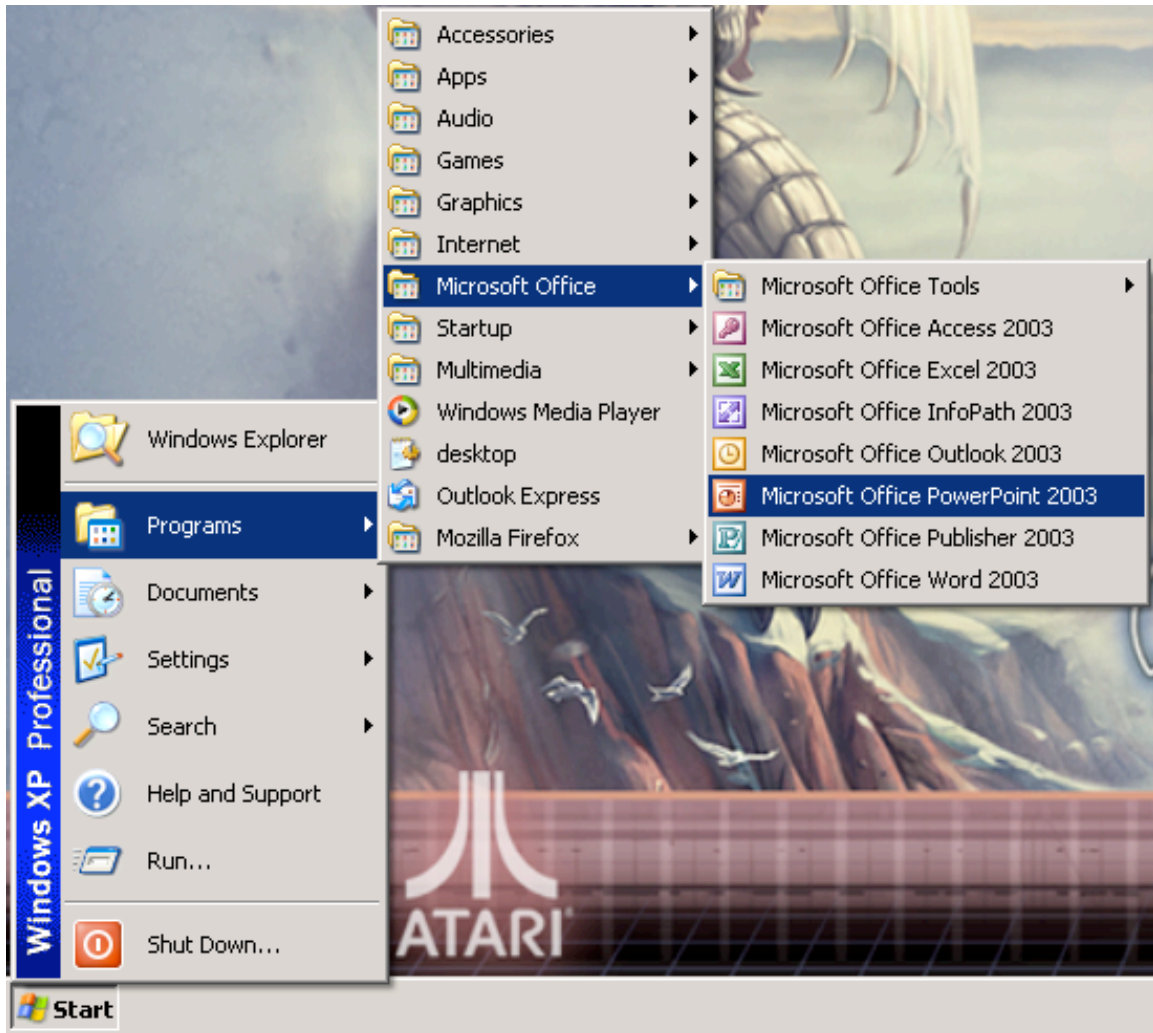 Accessories
Apps
Audio
Games
Graphics
Internet
Microsoft Office
Startup
Multimedia
Windows Media Player
desktop
Outlook Express
Mozilla Firefox
Microsoft Office Tools
Microsoft Office Access 2003
Microsoft Office Excel 2003
Microsoft Office InfoPath 2003
Microsoft Office Outlook 2003
Microsoft Office PowerPoint 2003
Microsoft Office Publisher 2003
Microsoft Office Word 2003
Windows Explorer
Programs
Documents
Settings
Search
Help and Support
Run...
Shut Down...
Windows XP Professional
Start
ATARI